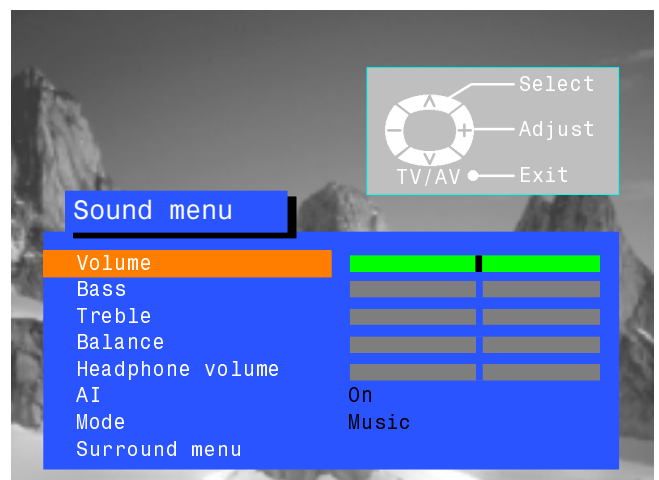 Select
Adjust
TV/AV Exit
Sound menu
Volume
Bass
Treble
Balance
Headphone volume
AI On
Mode Music
Surround menu